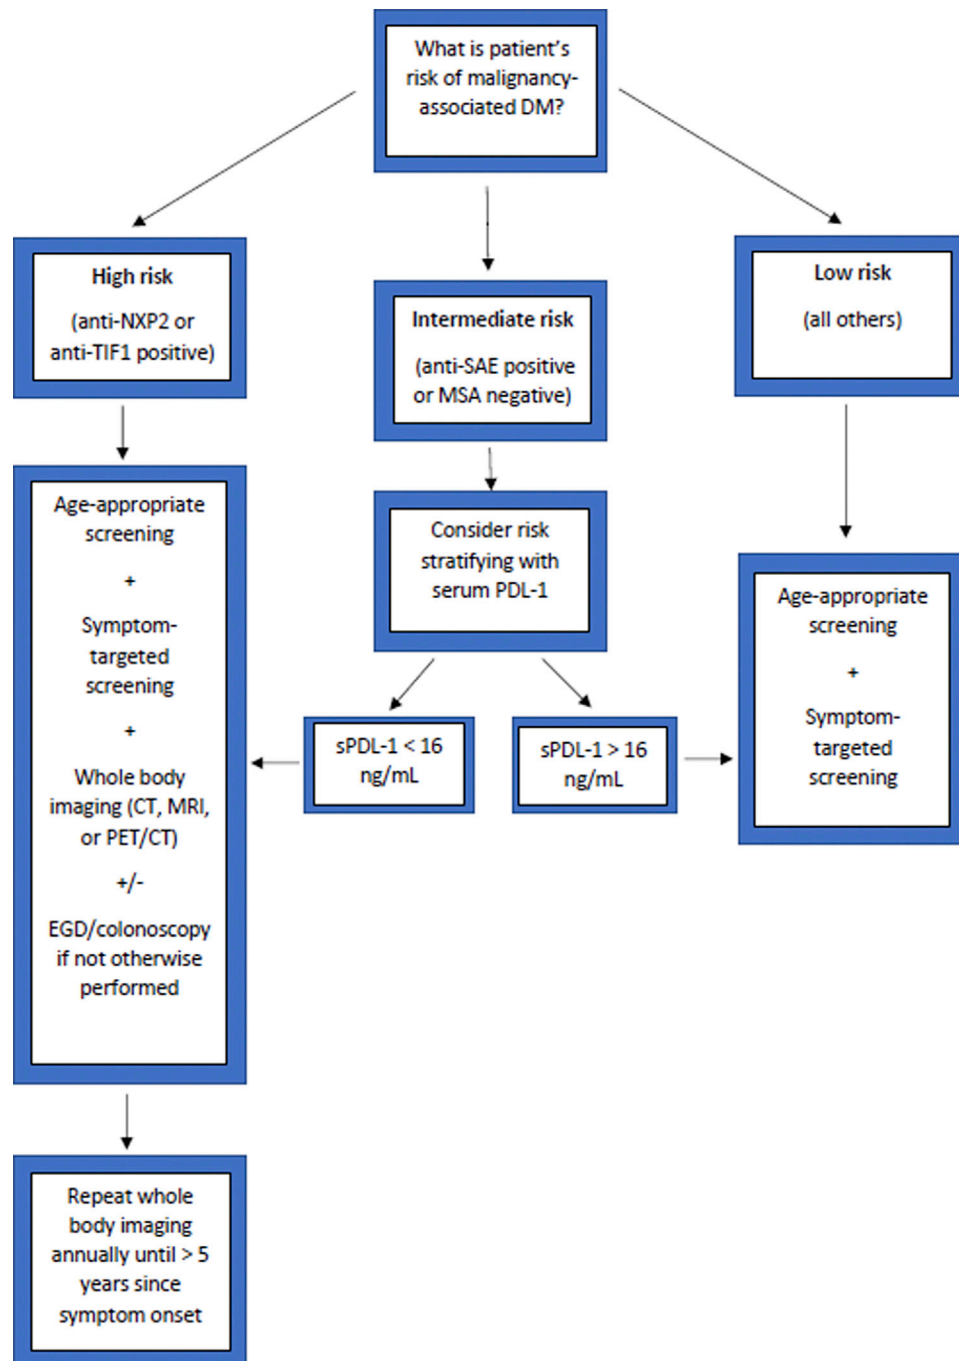 What is patient's
risk of malignancy-
associated DM?
High risk
(anti-NXP2 or
anti-TIF1 positive)
Intermediate risk
(anti-SAE positive
or MSA negative)
Low risk
(all others)
Age-appropriate
screening
+
Symptom-
targeted
screening
+
Whole body
imaging (CT, MRI,
or PET/CT)
+/-
EGD/colonoscopy
if not otherwise
performed
Consider risk
stratifying with
serum PDL-1
sPDL-1 < 16
ng/mL
sPDL-1 > 16
ng/mL
Age-appropriate
screening
+
Symptom-
targeted
screening
Repeat whole
body imaging
annually until > 5
years since
symptom onset